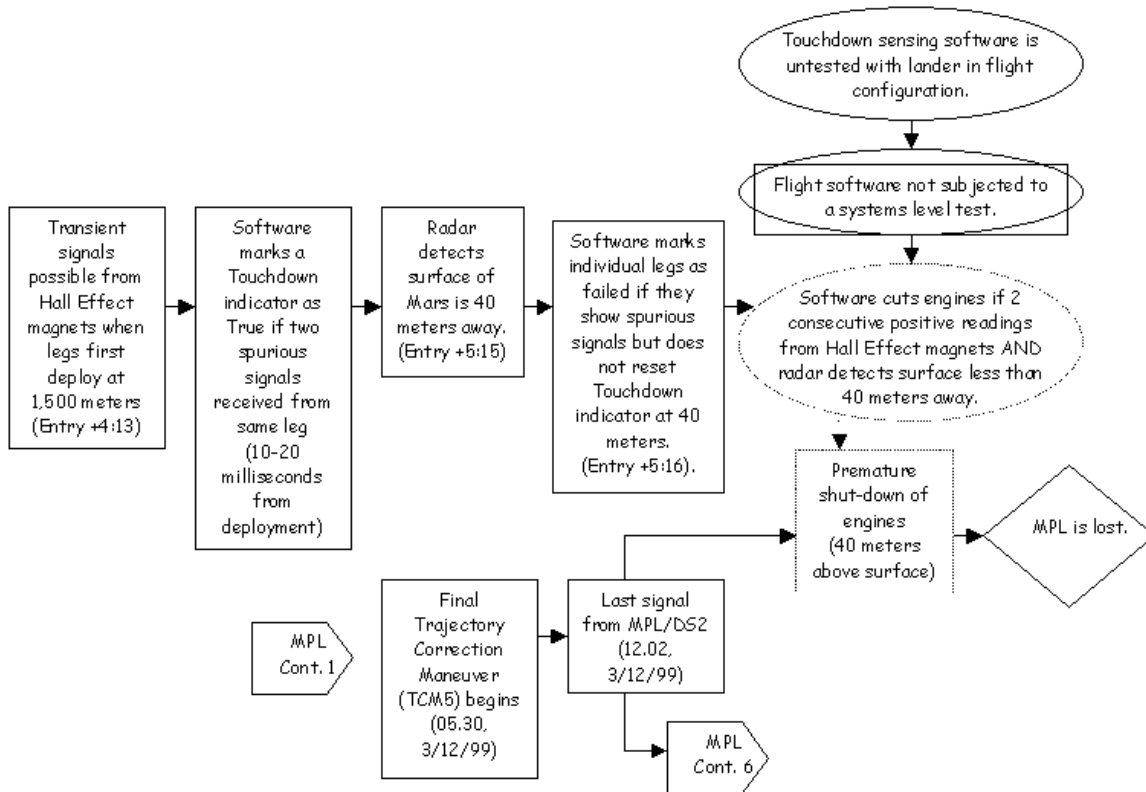 Touchdown sensing software is
untested with lander in flight
configuration.
Flight software not subjected to
a systems level test.
Transient
signals
possible from
Hall Effect
magnets when
legs first
deploy at
1,500 meters
(Entry +4:13)
Software
marks a
Touchdown
indicator as
True if two
spurious
signals
received from
same leg
(10-20
milliseconds
from
deployment)
Radar
detects
surface of
Mars is 40
meters away.
(Entry +5:15)
Software marks
individual legs as
failed if they
show spurious
signals but does
not reset
Touchdown
indicator at 40
meters.
(Entry +5:16).
Software cuts engines if 2
consecutive positive readings
from Hall Effect magnets AND
radar detects surface less than
40 meters away.
Premature
shut-down of
engines
(40 meters
above surface)
MPL is lost.
MPL
Cont. 1
Final
Trajectory
Correction
Maneuver
(TCM5) begins
(05.30,
3/12/99)
Last signal
from MPL/DS2
(12.02,
3/12/99)
MPL
Cont. 6